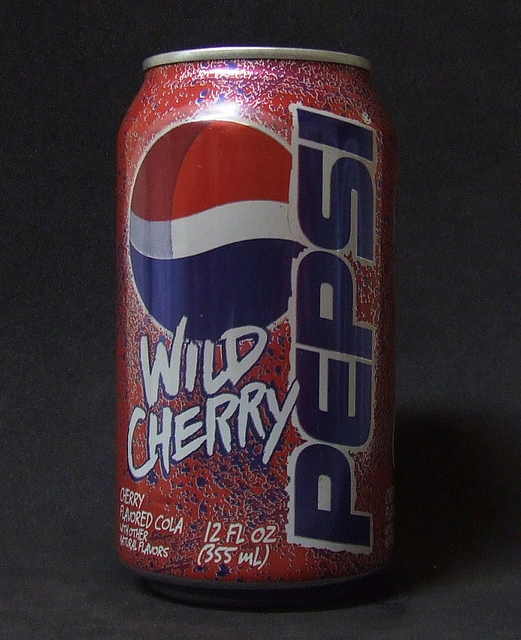 PEPSI
WILD
CHERRY
CHERRY
FLAVORED COLA
WITH OTHER
NATURAL FLAVORS
12 FL OZ
(355 mL)